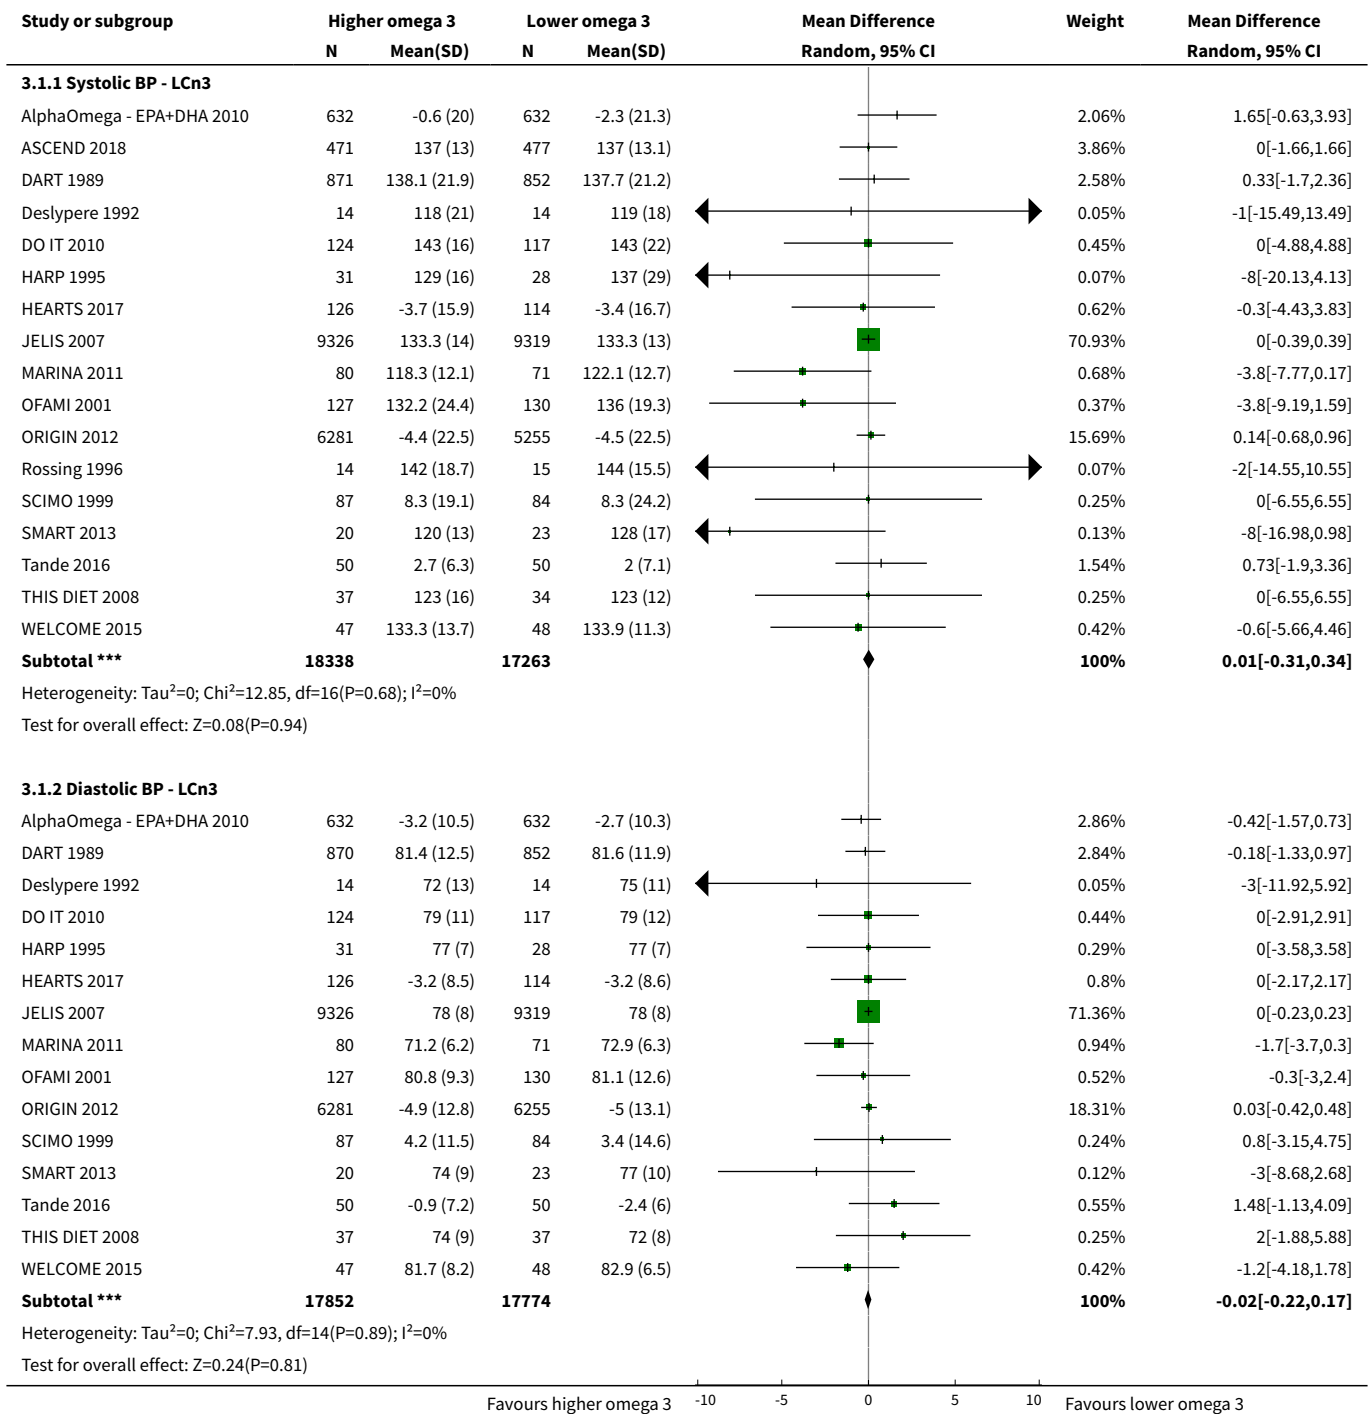 Study or subgroup Higher omega 3 Lower omega 3 Mean Difference Weight Mean Difference
N Mean(SD) N Mean(SD) Random, 95% CI Random, 95% CI
3.1.1 Systolic BP - LCn3
AlphaOmega - EPA+DHA 2010 632 -0.6 (20) 632 -2.3 (21.3) 2.06% 1.65[-0.63,3.93]
ASCEND 2018 471 137 (13) 477 137 (13.1) 3.86% 0[-1.66,1.66]
DART 1989 871 138.1 (21.9) 852 137.7 (21.2) 2.58% 0.33[-1.7,2.36]
Deslypere 1992 14 118 (21) 14 119 (18) 0.05% -1[-15.49,13.49]
DO IT 2010 124 143 (16) 117 143 (22) 0.45% 0[-4.88,4.88]
HARP 1995 31 129 (16) 28 137 (29) 0.07% -8[-20.13,4.13]
HEARTS 2017 126 -3.7 (15.9) 114 -3.4 (16.7) 0.62% -0.3[-4.43,3.83]
JELIS 2007 9326 133.3 (14) 9319 133.3 (13) 70.93% 0[-0.39,0.39]
MARINA 2011 80 118.3 (12.1) 71 122.1 (12.7) 0.68% -3.8[-7.77,0.17]
OFAMI 2001 127 132.2 (24.4) 130 136 (19.3) 0.37% -3.8[-9.19,1.59]
ORIGIN 2012 6281 -4.4 (22.5) 5255 -4.5 (22.5) 15.69% 0.14[-0.68,0.96]
Rossing 1996 14 142 (18.7) 15 144 (15.5) 0.07% -2[-14.55,10.55]
SCIMO 1999 87 8.3 (19.1) 84 8.3 (24.2) 0.25% 0[-6.55,6.55]
SMART 2013 20 120 (13) 23 128 (17) 0.13% -8[-16.98,0.98]
Tande 2016 50 2.7 (6.3) 50 2 (7.1) 1.54% 0.73[-1.9,3.36]
THIS DIET 2008 37 123 (16) 34 123 (12) 0.25% 0[-6.55,6.55]
WELCOME 2015 47 133.3 (13.7) 48 133.9 (11.3) 0.42% -0.6[-5.66,4.46]
Subtotal *** 18338 17263 100% 0.01[-0.31,0.34]
Heterogeneity: Tau²=0; Chi²=12.85, df=16(P=0.68); I²=0%
Test for overall effect: Z=0.08(P=0.94)
3.1.2 Diastolic BP - LCn3
AlphaOmega - EPA+DHA 2010 632 -3.2 (10.5) 632 -2.7 (10.3) 2.86% -0.42[-1.57,0.73]
DART 1989 870 81.4 (12.5) 852 81.6 (11.9) 2.84% -0.18[-1.33,0.97]
Deslypere 1992 14 72 (13) 14 75 (11) 0.05% -3[-11.92,5.92]
DO IT 2010 124 79 (11) 117 79 (12) 0.44% 0[-2.91,2.91]
HARP 1995 31 77 (7) 28 77 (7) 0.29% 0[-3.58,3.58]
HEARTS 2017 126 -3.2 (8.5) 114 -3.2 (8.6) 0.8% 0[-2.17,2.17]
JELIS 2007 9326 78 (8) 9319 78 (8) 71.36% 0[-0.23,0.23]
MARINA 2011 80 71.2 (6.2) 71 72.9 (6.3) 0.94% -1.7[-3.7,0.3]
OFAMI 2001 127 80.8 (9.3) 130 81.1 (12.6) 0.52% -0.3[-3,2.4]
ORIGIN 2012 6281 -4.9 (12.8) 6255 -5 (13.1) 18.31% 0.03[-0.42,0.48]
SCIMO 1999 87 4.2 (11.5) 84 3.4 (14.6) 0.24% 0.8[-3.15,4.75]
SMART 2013 20 74 (9) 23 77 (10) 0.12% -3[-8.68,2.68]
Tande 2016 50 -0.9 (7.2) 50 -2.4 (6) 0.55% 1.48[-1.13,4.09]
THIS DIET 2008 37 74 (9) 37 72 (8) 0.25% 2[-1.88,5.88]
WELCOME 2015 47 81.7 (8.2) 48 82.9 (6.5) 0.42% -1.2[-4.18,1.78]
Subtotal *** 17852 17774 100% -0.02[-0.22,0.17]
Heterogeneity: Tau²=0; Chi²=7.93, df=14(P=0.89); I²=0%
Test for overall effect: Z=0.24(P=0.81)
Favours higher omega 3 -10 -5 0 5 10 Favours lower omega 3